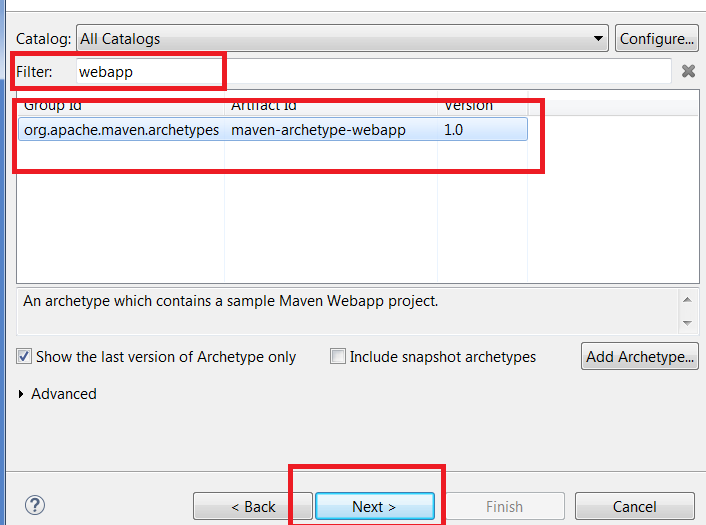 Catalog: All Catalogs Configure...
Filter: webapp
Group Id Artifact Id Version
org.apache.maven.archetypes maven-archetype-webapp 1.0
An archetype which contains a sample Maven Webapp project.
Show the last version of Archetype only Include snapshot archetypes Add Archetype...
Advanced
? < Back Next > Finish Cancel